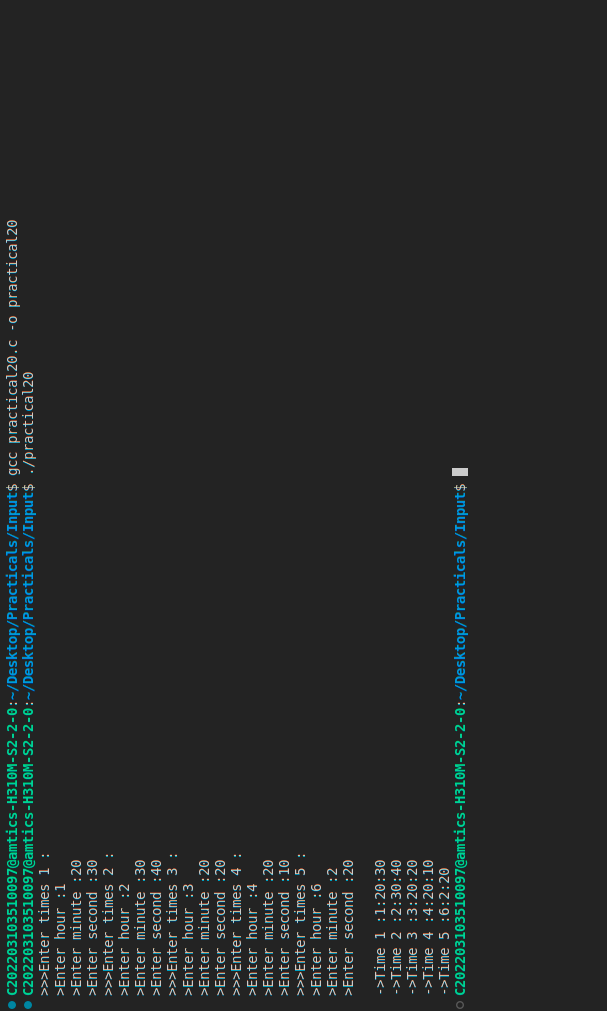 C202203103510097@amtics-H310M-S2-2-0:~/Desktop/Practicals/Input$ gcc practical20.c -o practical20
C202203103510097@amtics-H310M-S2-2-0:~/Desktop/Practicals/Input$ ./practical20
>>>Enter times 1 :
>Enter hour :1
>Enter minute :20
>Enter second :30
>>>Enter times 2 :
>Enter hour :2
>Enter minute :30
>Enter second :40
>>>Enter times 3 :
>Enter hour :3
>Enter minute :20
>Enter second :20
>>>Enter times 4 :
>Enter hour :4
>Enter minute :20
>Enter second :10
>>>Enter times 5 :
>Enter hour :6
>Enter minute :2
>Enter second :20
->Time 1 :1:20:30
->Time 2 :2:30:40
->Time 3 :3:20:20
->Time 4 :4:20:10
->Time 5 :6:2:20
C202203103510097@amtics-H310M-S2-2-0:~/Desktop/Practicals/Input$